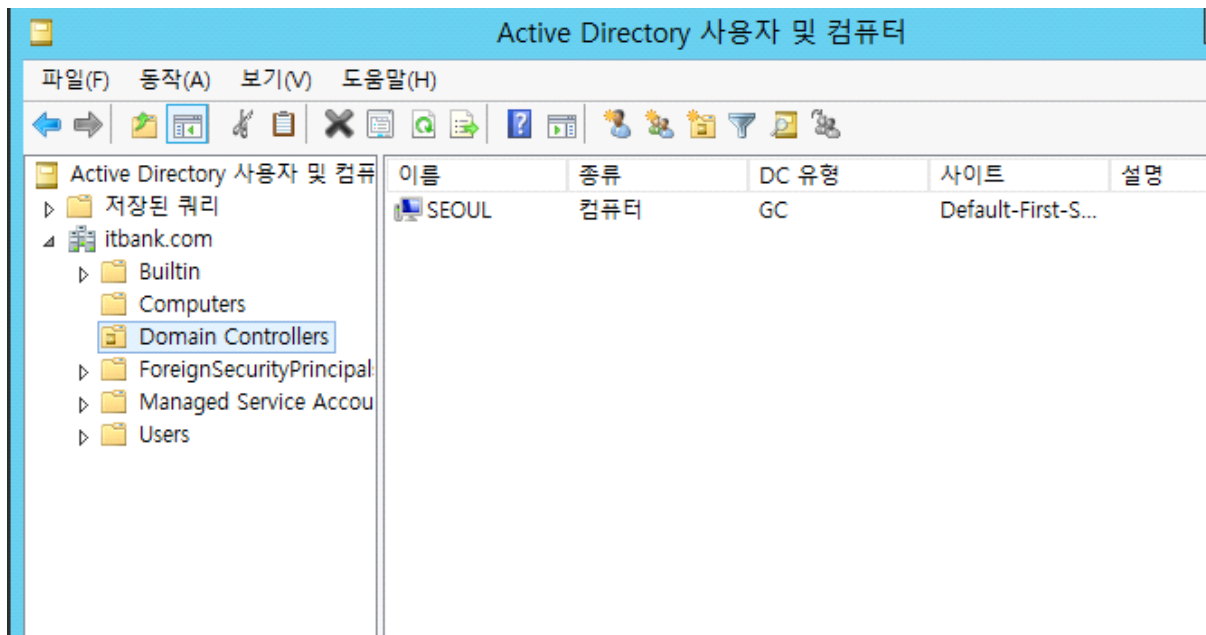 Active Directory 사용자 및 컴퓨터
파일(F) 동작(A) 보기(V) 도움말(H)
Active Directory 사용자 및 컴퓨
이름 종류 DC 유형 사이트 설명
저장된 쿼리
SEOUL 컴퓨터 GC Default-First-S...
itbank.com
Builtin
Computers
Domain Controllers
ForeignSecurityPrincipal
Managed Service Accou
Users